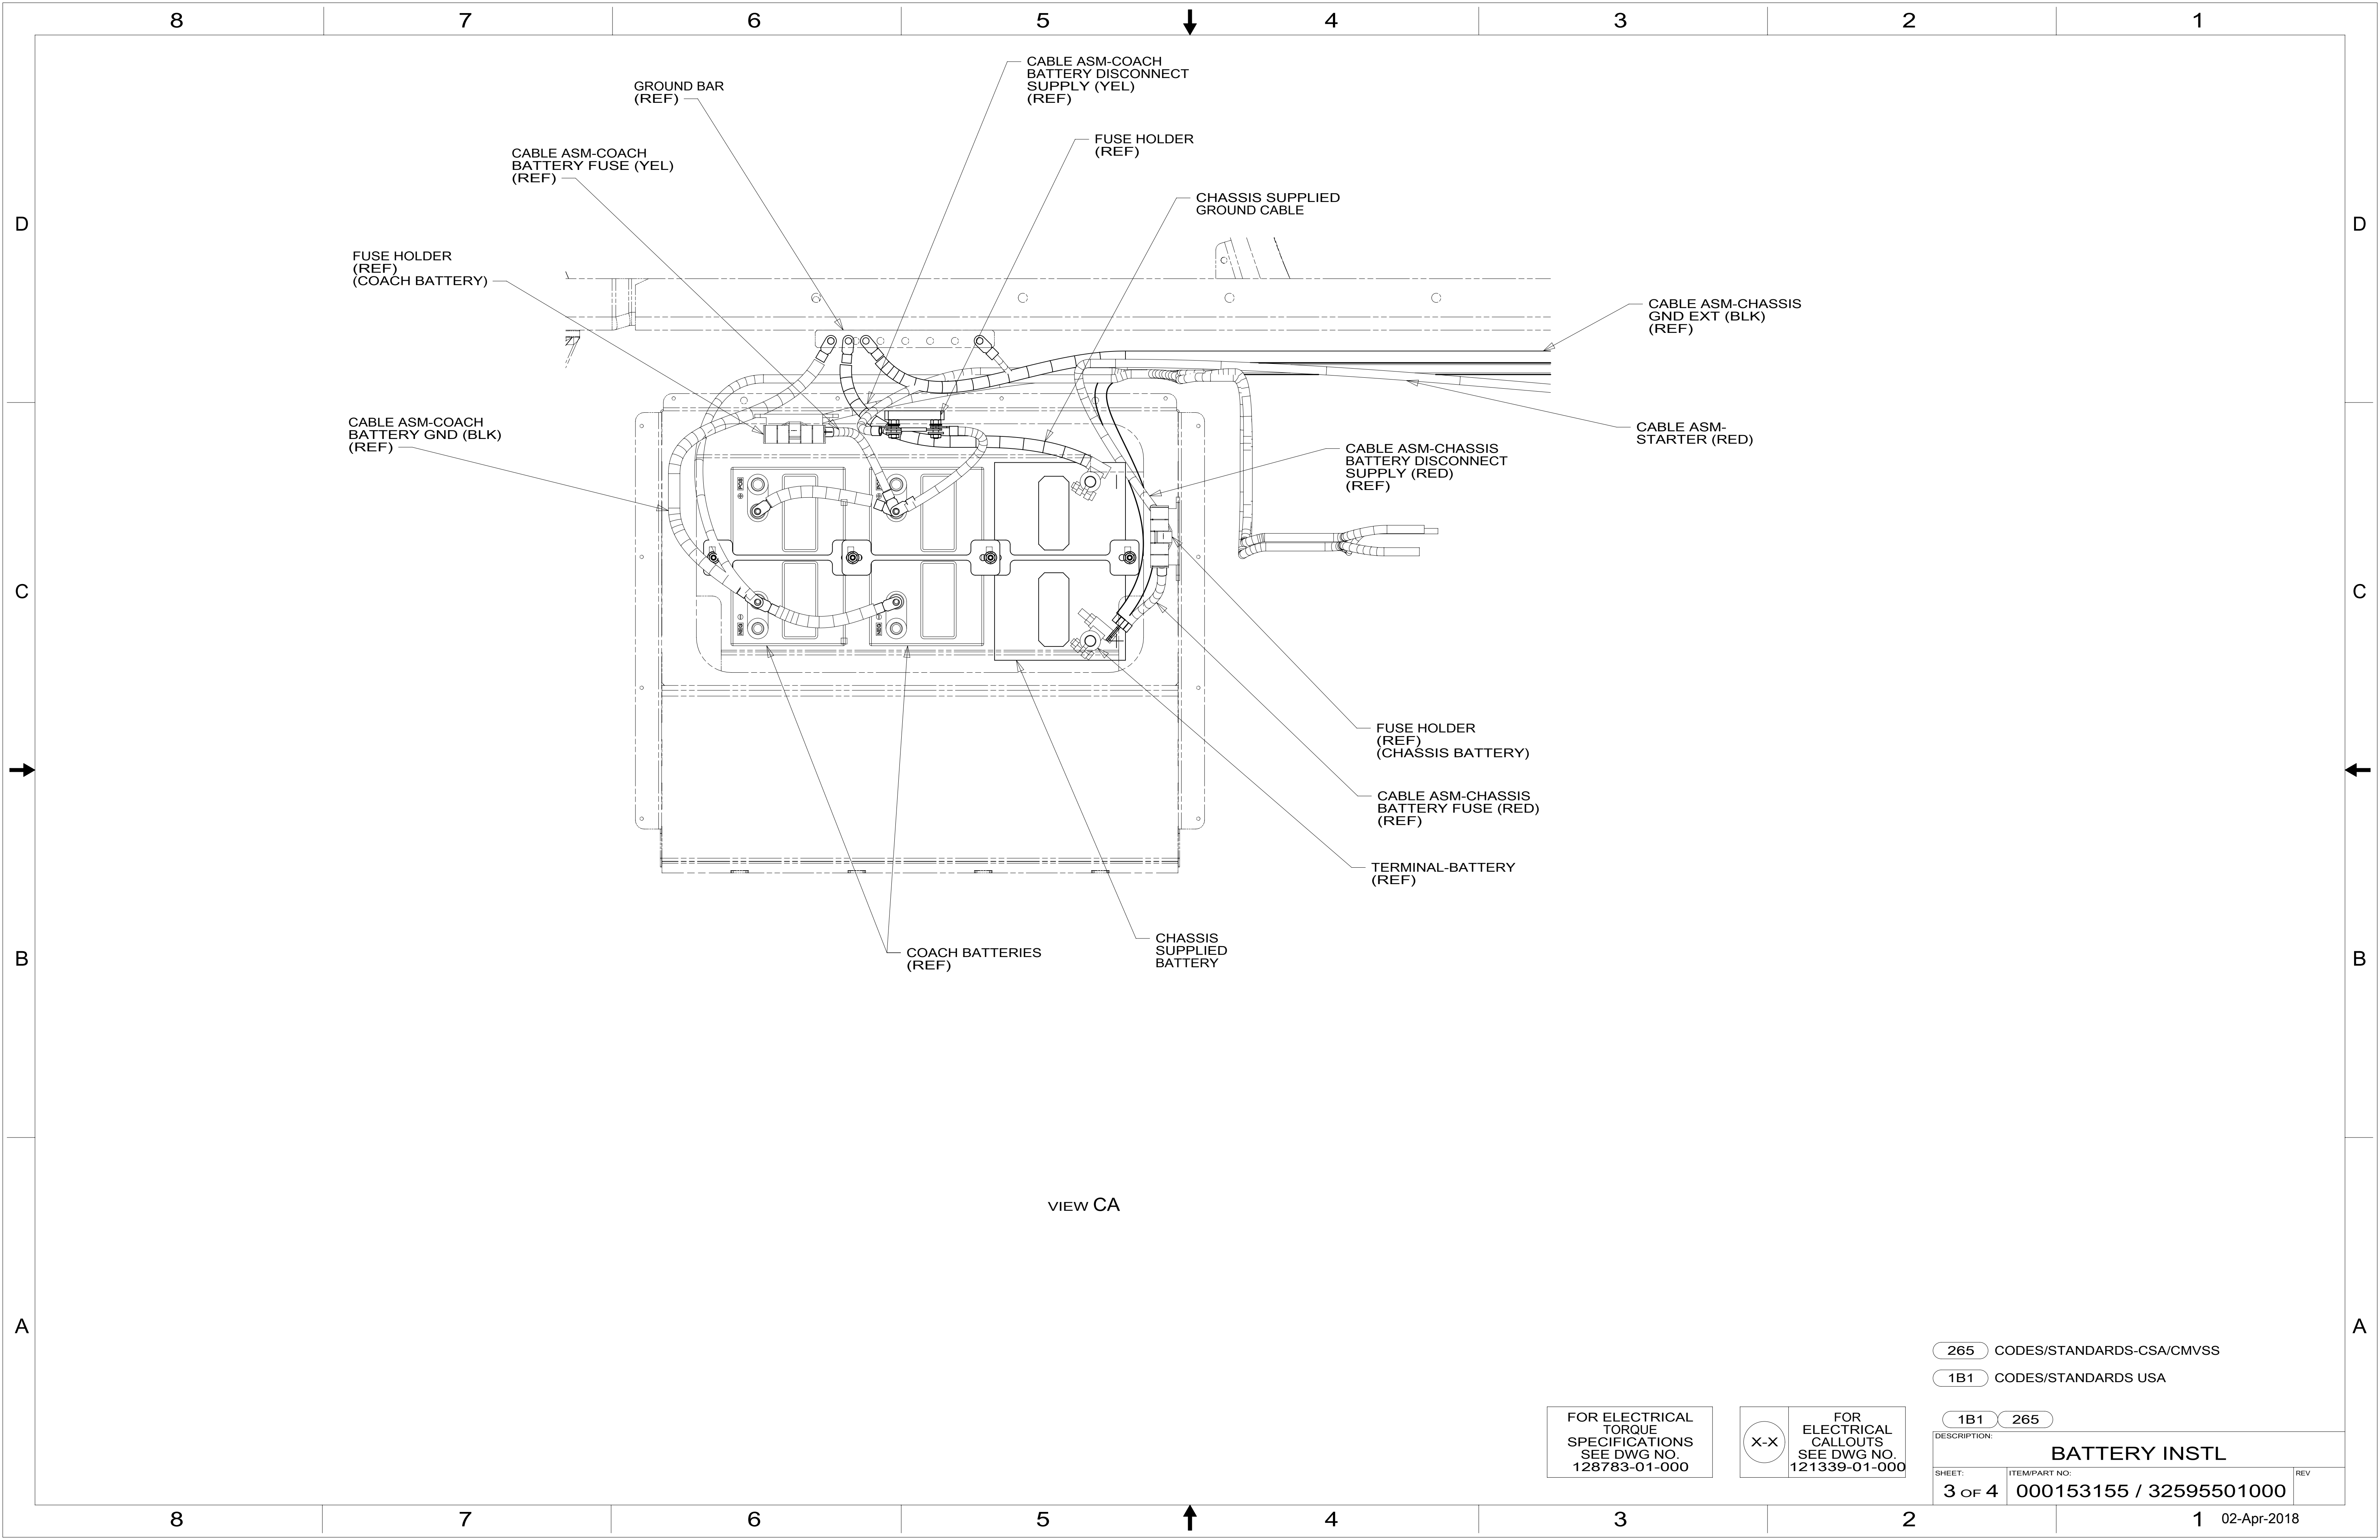 8 7 6 5 4 3 2 1
CABLE ASM-COACH
BATTERY DISCONNECT
SUPPLY (YEL)
(REF)
GROUND BAR
(REF)
FUSE HOLDER
(REF)
CABLE ASM-COACH
BATTERY FUSE (YEL)
(REF)
CHASSIS SUPPLIED
GROUND CABLE
D
D
FUSE HOLDER
(REF)
(COACH BATTERY)
CABLE ASM-CHASSIS
GND EXT (BLK)
(REF)
CABLE ASM-COACH
BATTERY GND (BLK)
(REF)
CABLE ASM-
STARTER (RED)
CABLE ASM-CHASSIS
BATTERY DISCONNECT
SUPPLY (RED)
(REF)
POS
NEG
NEG
C
C
FUSE HOLDER
(REF)
(CHASSIS BATTERY)
CABLE ASM-CHASSIS
BATTERY FUSE (RED)
(REF)
TERMINAL-BATTERY
(REF)
COACH BATTERIES
(REF)
CHASSIS
SUPPLIED
BATTERY
B
B
VIEW CA
A
A
265 CODES/STANDARDS-CSA/CMVSS
1B1 CODES/STANDARDS USA
FOR ELECTRICAL
TORQUE
SPECIFICATIONS
SEE DWG NO.
128783-01-000
X-X
FOR
ELECTRICAL
CALLOUTS
SEE DWG NO.
121339-01-000
1B1 265
DESCRIPTION:
BATTERY INSTL
SHEET:
3 OF 4
ITEM/PART NO:
000153155 / 32595501000
REV
8 7 6 5 4 3 2 1
02-Apr-2018